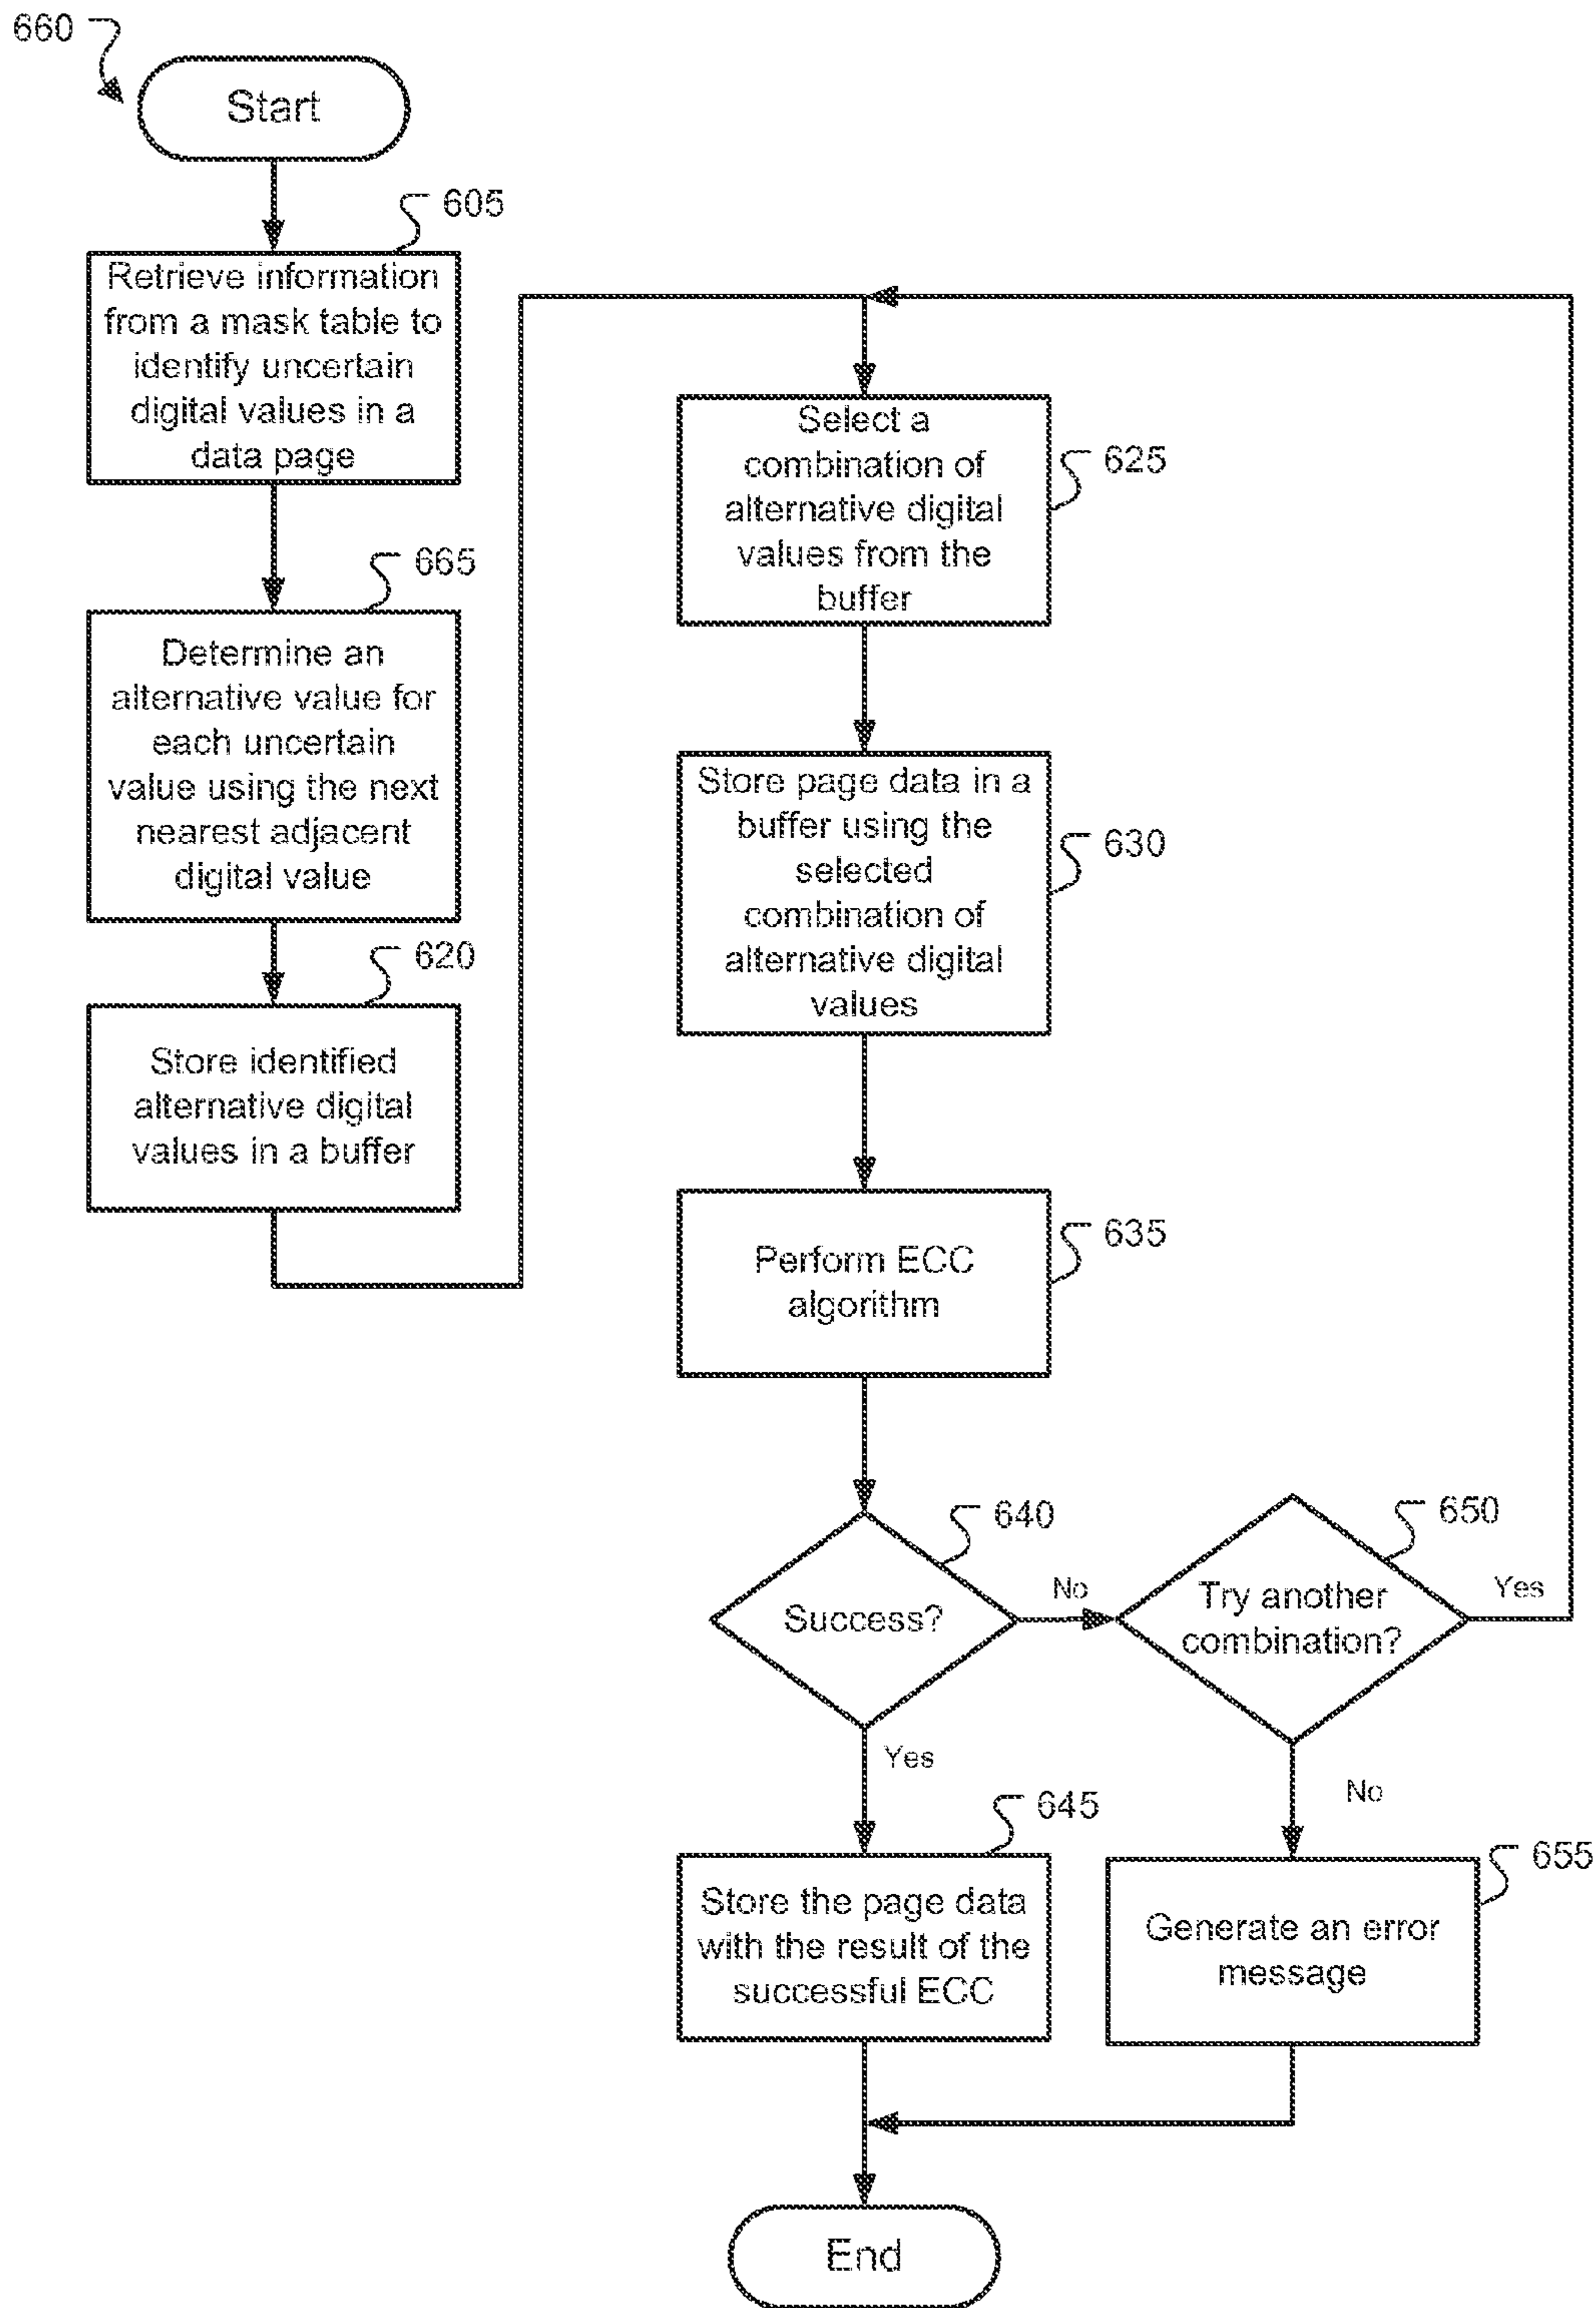 660
Start
605
Retrieve information
from a mask table to
identify uncertain
digital values in a
data page
665
Determine an
alternative value for
each uncertain
value using the next
nearest adjacent
digital value
620
Store identified
alternative digital
values in a buffer
Select a
combination of
alternative digital
values from the
buffer
625
Store page data in a
buffer using the
selected
combination of
alternative digital
values
630
Perform ECC
algorithm
635
640
Success?
No
Yes
650
Try another
combination?
Yes
No
645
Store the page data
with the result of the
successful ECC
655
Generate an error
message
End